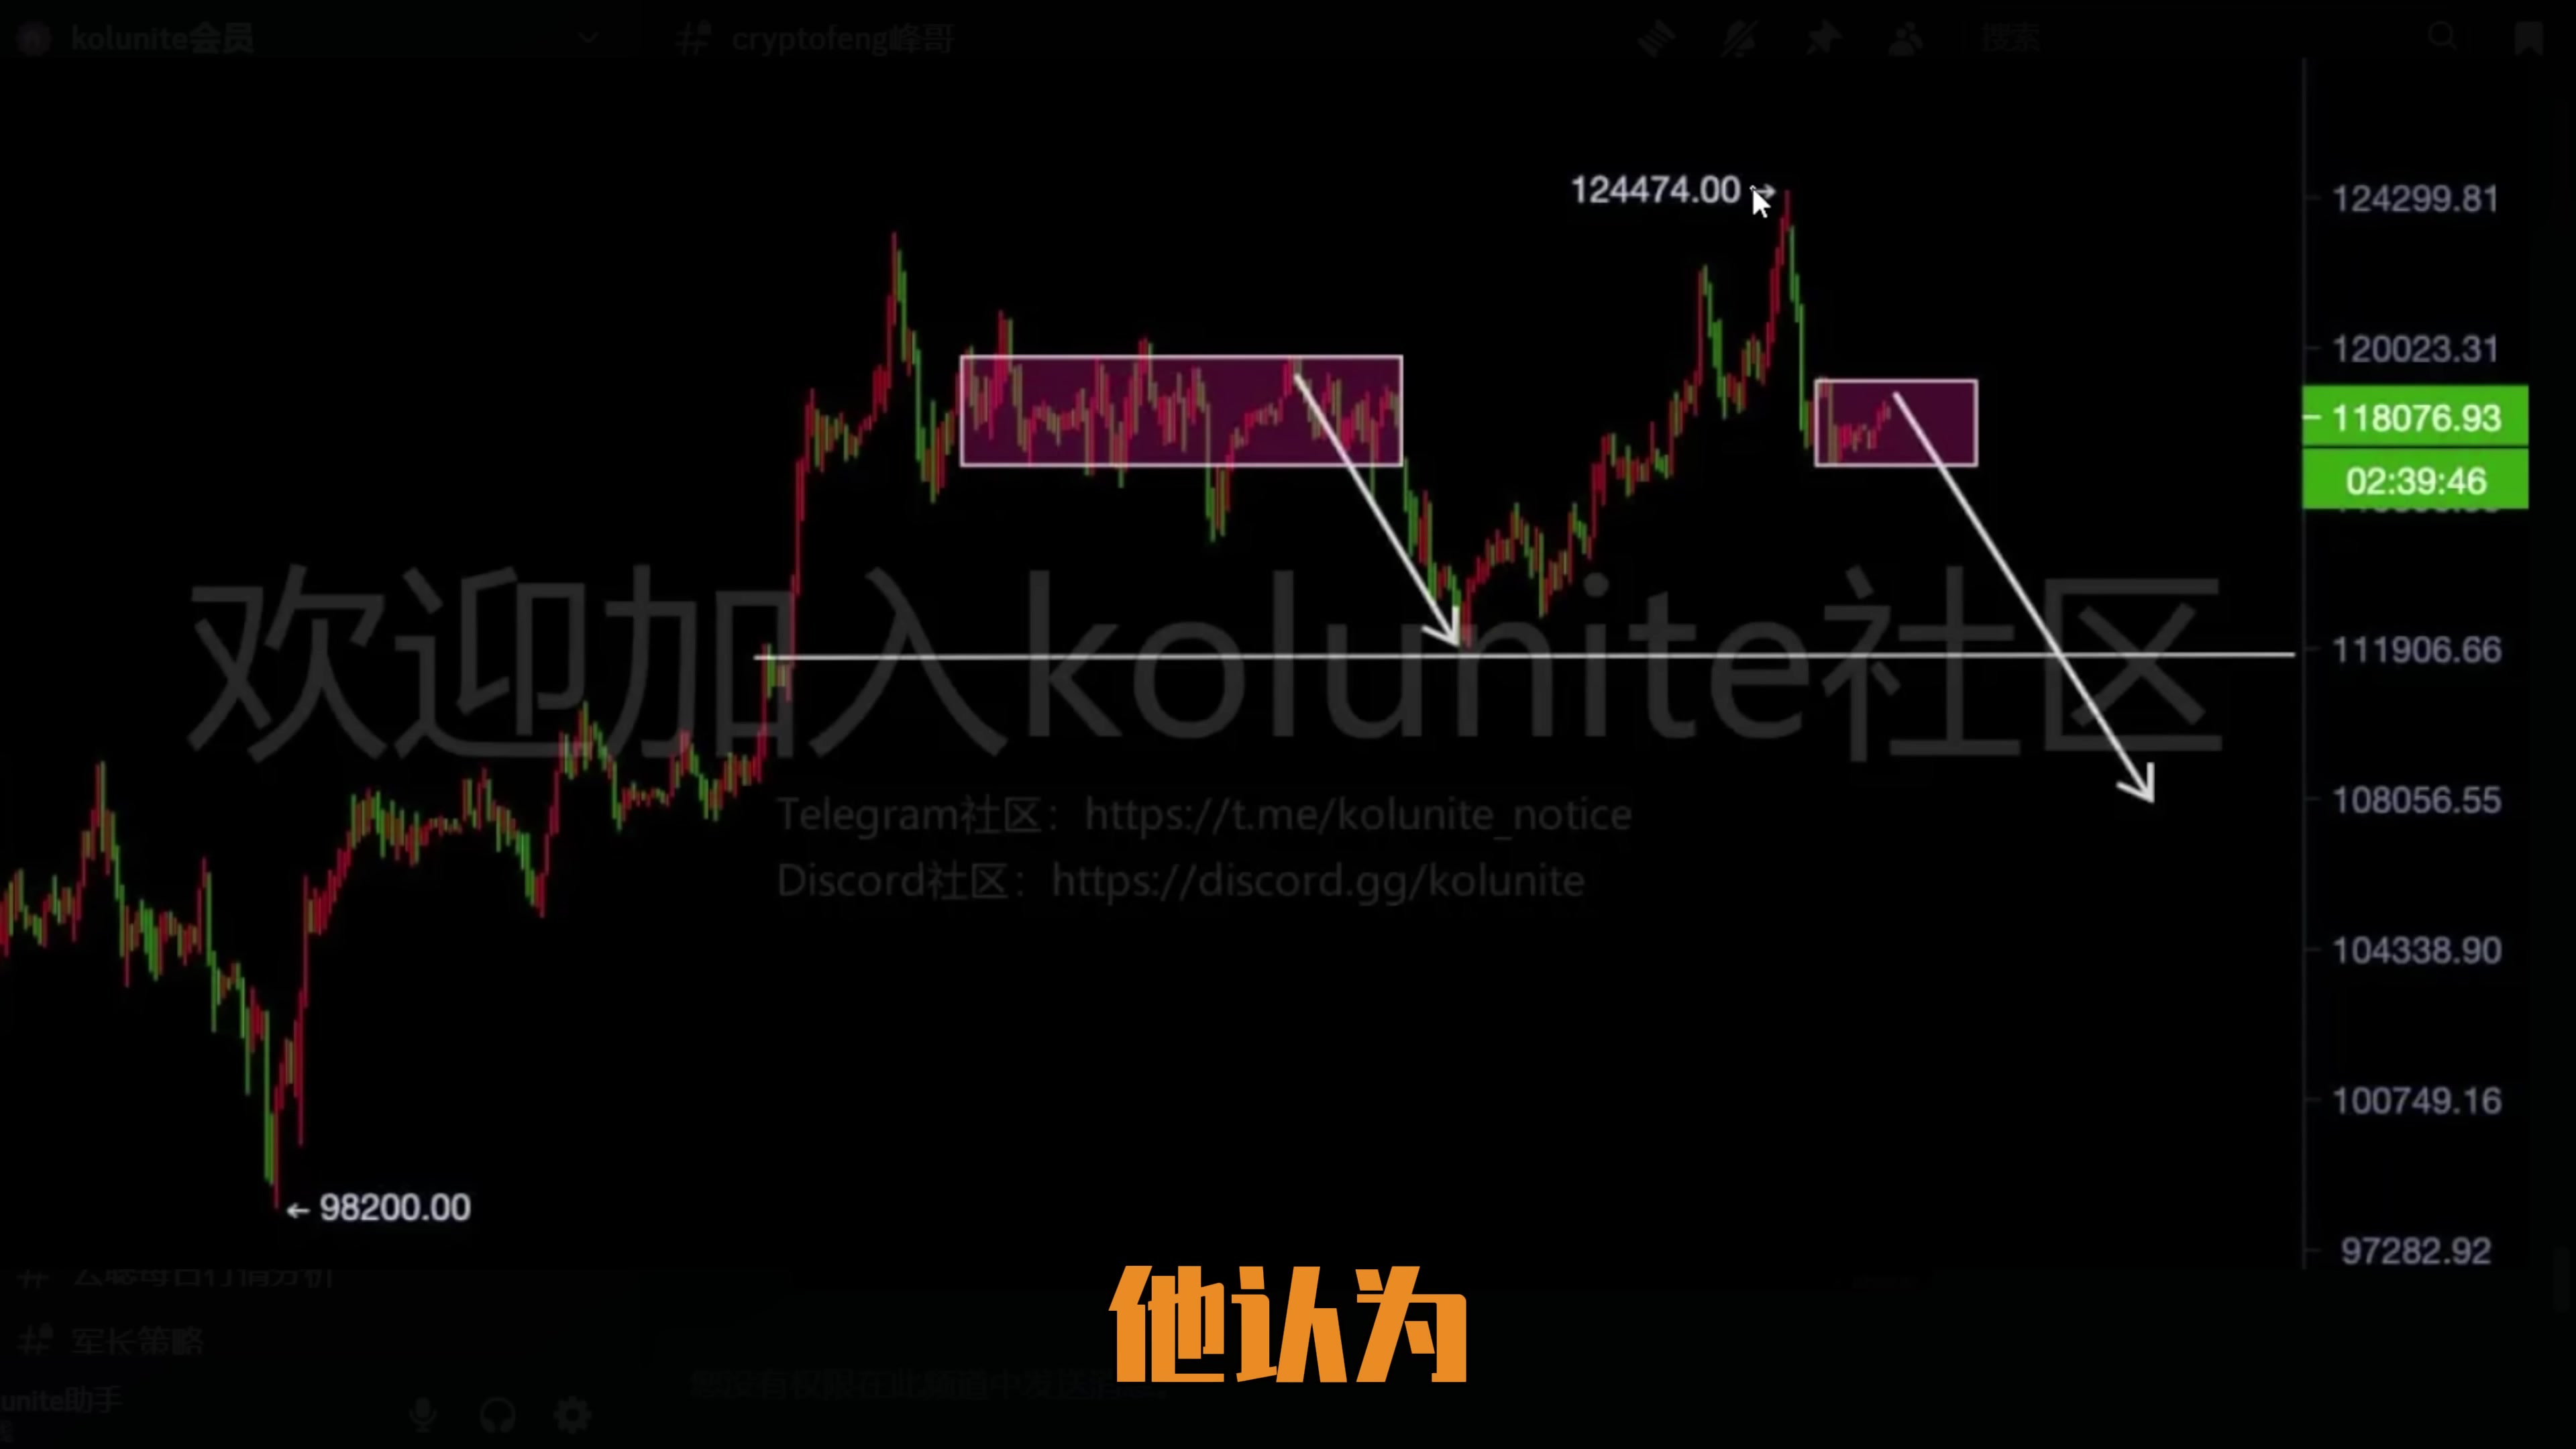 kolunite会员
cryptofeng峰哥
搜索
124474.00
124299.81
120023.31
118076.93
02:39:46
欢迎加入kolunite社区
111906.66
108056.55
Telegram社区：https://t.me/kolunite_notice
Discord社区：https://discord.gg/kolunite
104338.90
100749.16
98200.00
97282.92
他认为
军长策略
unite助手